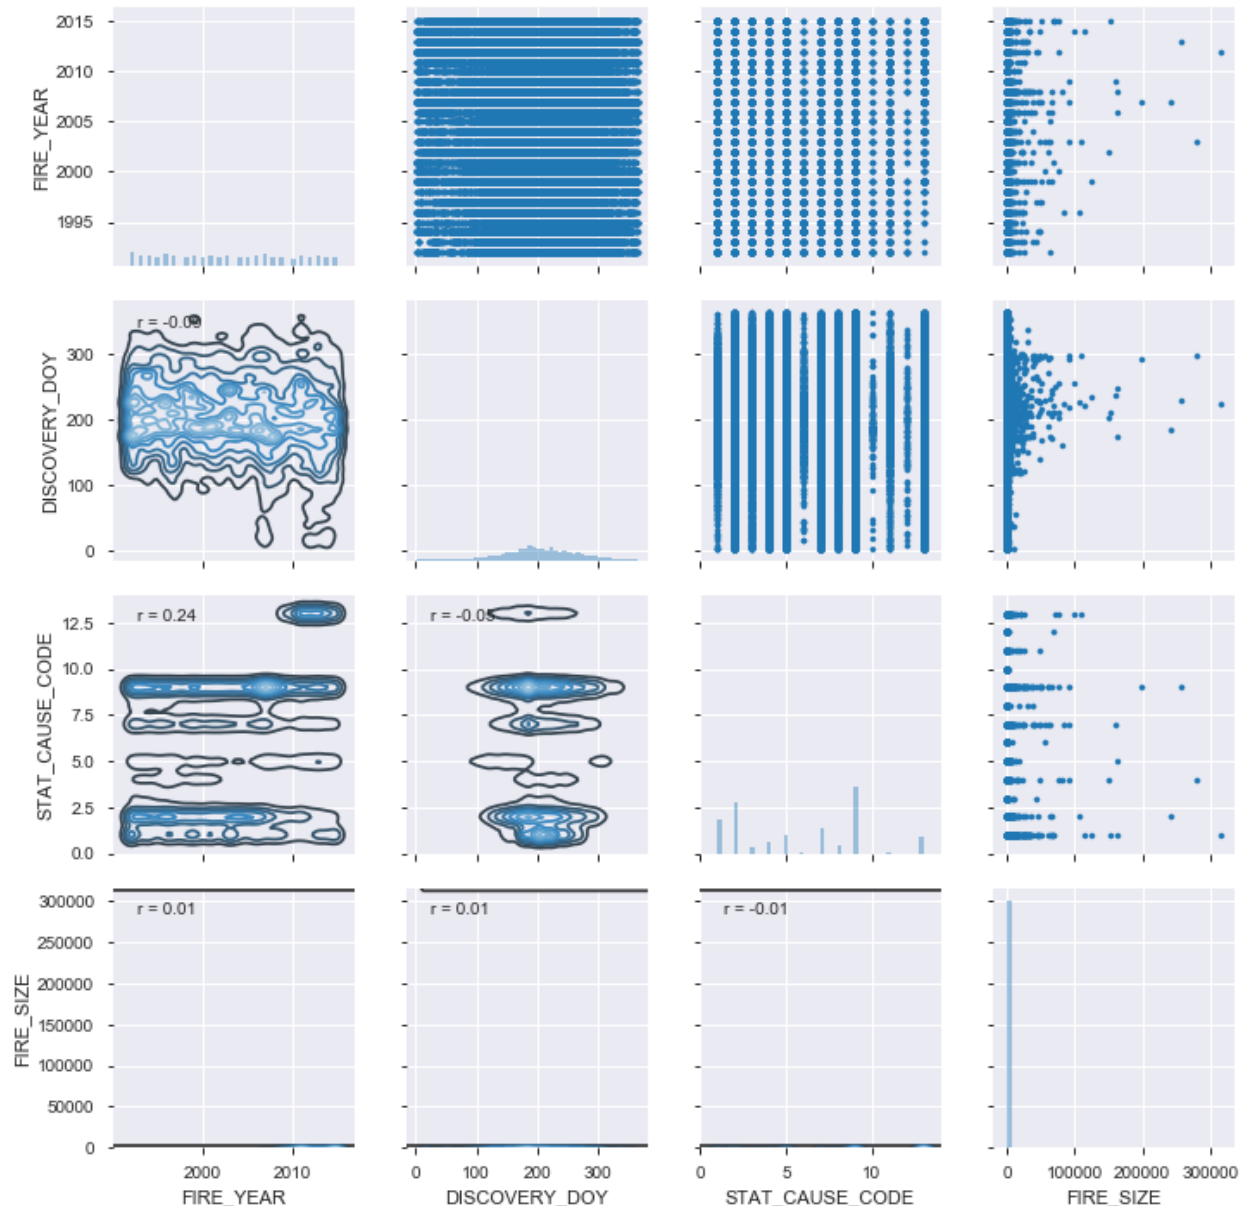 2015
2010
2005
2000
1995
FIRE_YEAR
300
200
100
0
DISCOVERY_DOY
r = -0.09
12.5
10.0
7.5
5.0
2.5
0.0
STAT_CAUSE_CODE
r = 0.24
r = -0.05
300000
250000
200000
150000
100000
50000
0
FIRE_SIZE
r = 0.01
r = 0.01
r = -0.01
2000 2010
0 100 200 300
0 5 10
0 100000 200000 300000
FIRE_YEAR
DISCOVERY_DOY
STAT_CAUSE_CODE
FIRE_SIZE